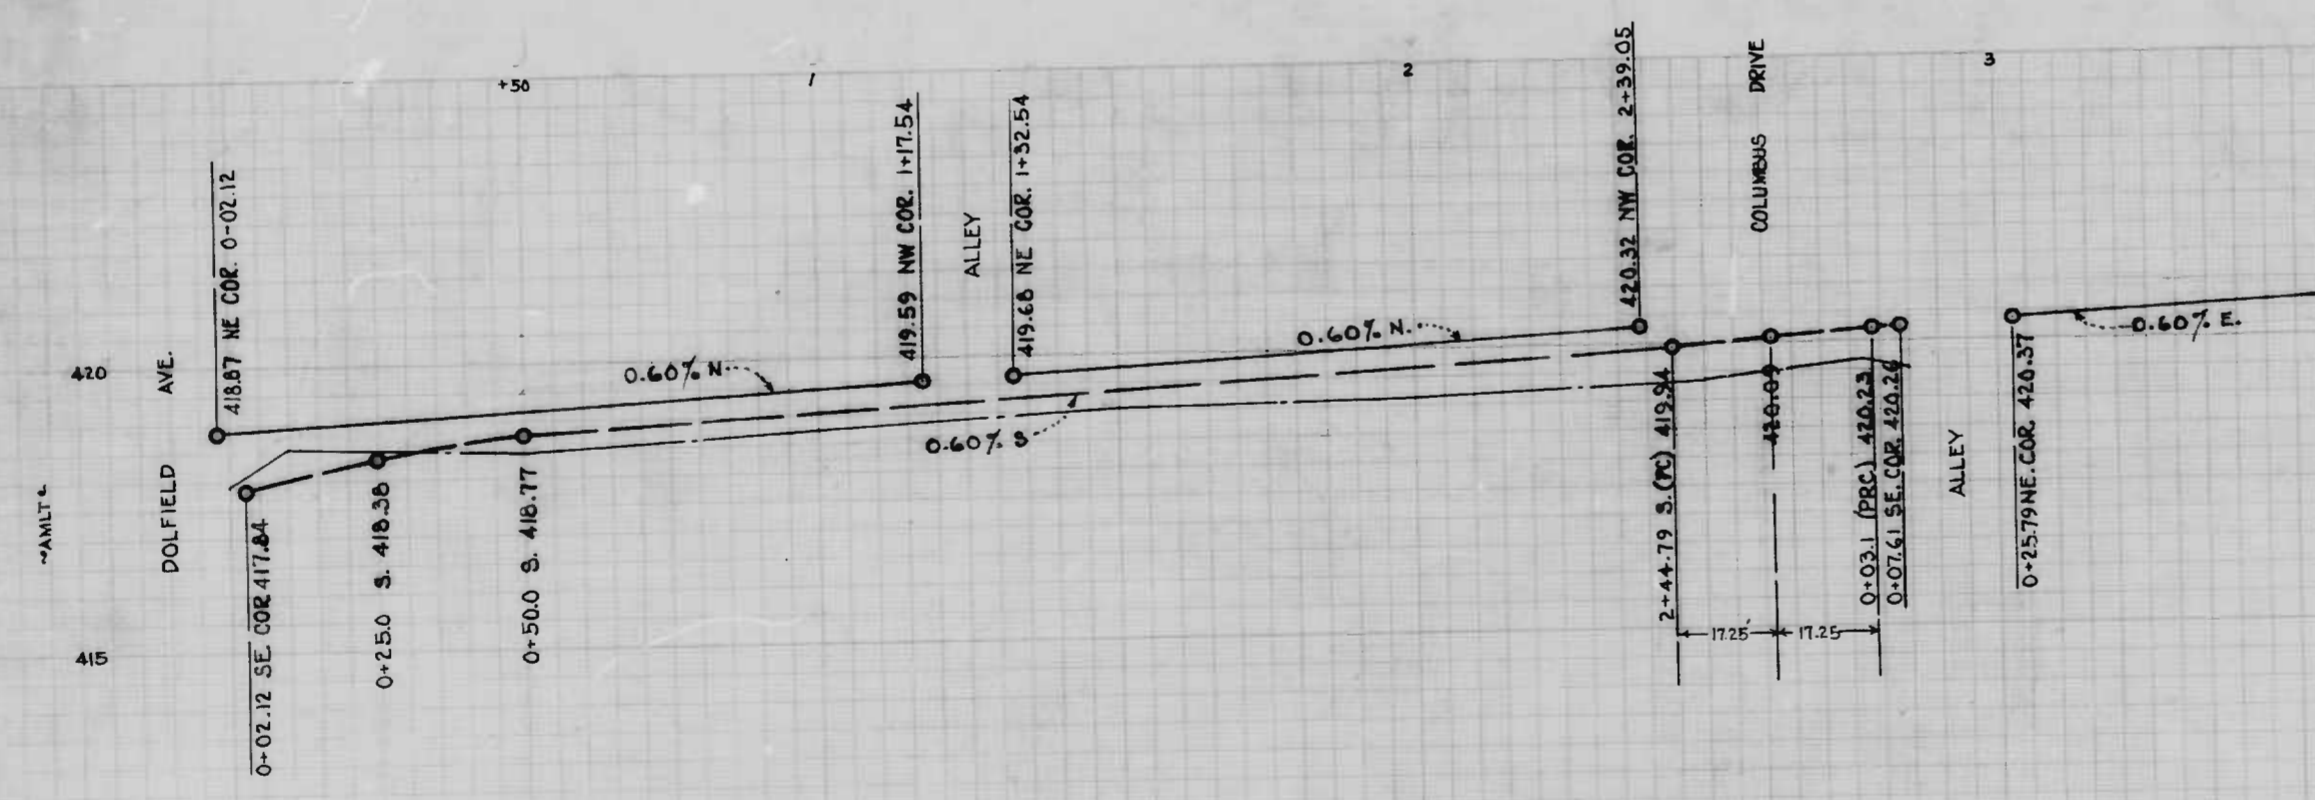 +50
1
2
3
418.87 NE COR. 0-02.12
419.59 NW COR. 1+17.54
ALLEY
419.68 NE COR. 1+32.54
420.32 NW COR. 2+39.05
COLUMBUS DRIVE
0.60% N.
0.60% N.
0.60% S
0.60% E.
420
415
DOLFIELD AVE.
0+02.12 SE COR 417.84
0+25.0 S. 418.38
0+50.0 S. 418.77
2+44.79 S.(PC) 419.94
420.09
0+03.1 (PRC) 420.23
0+07.61 SE. COR. 420.26
ALLEY
0+25.79 NE. COR. 420.37
17.25'
17.25